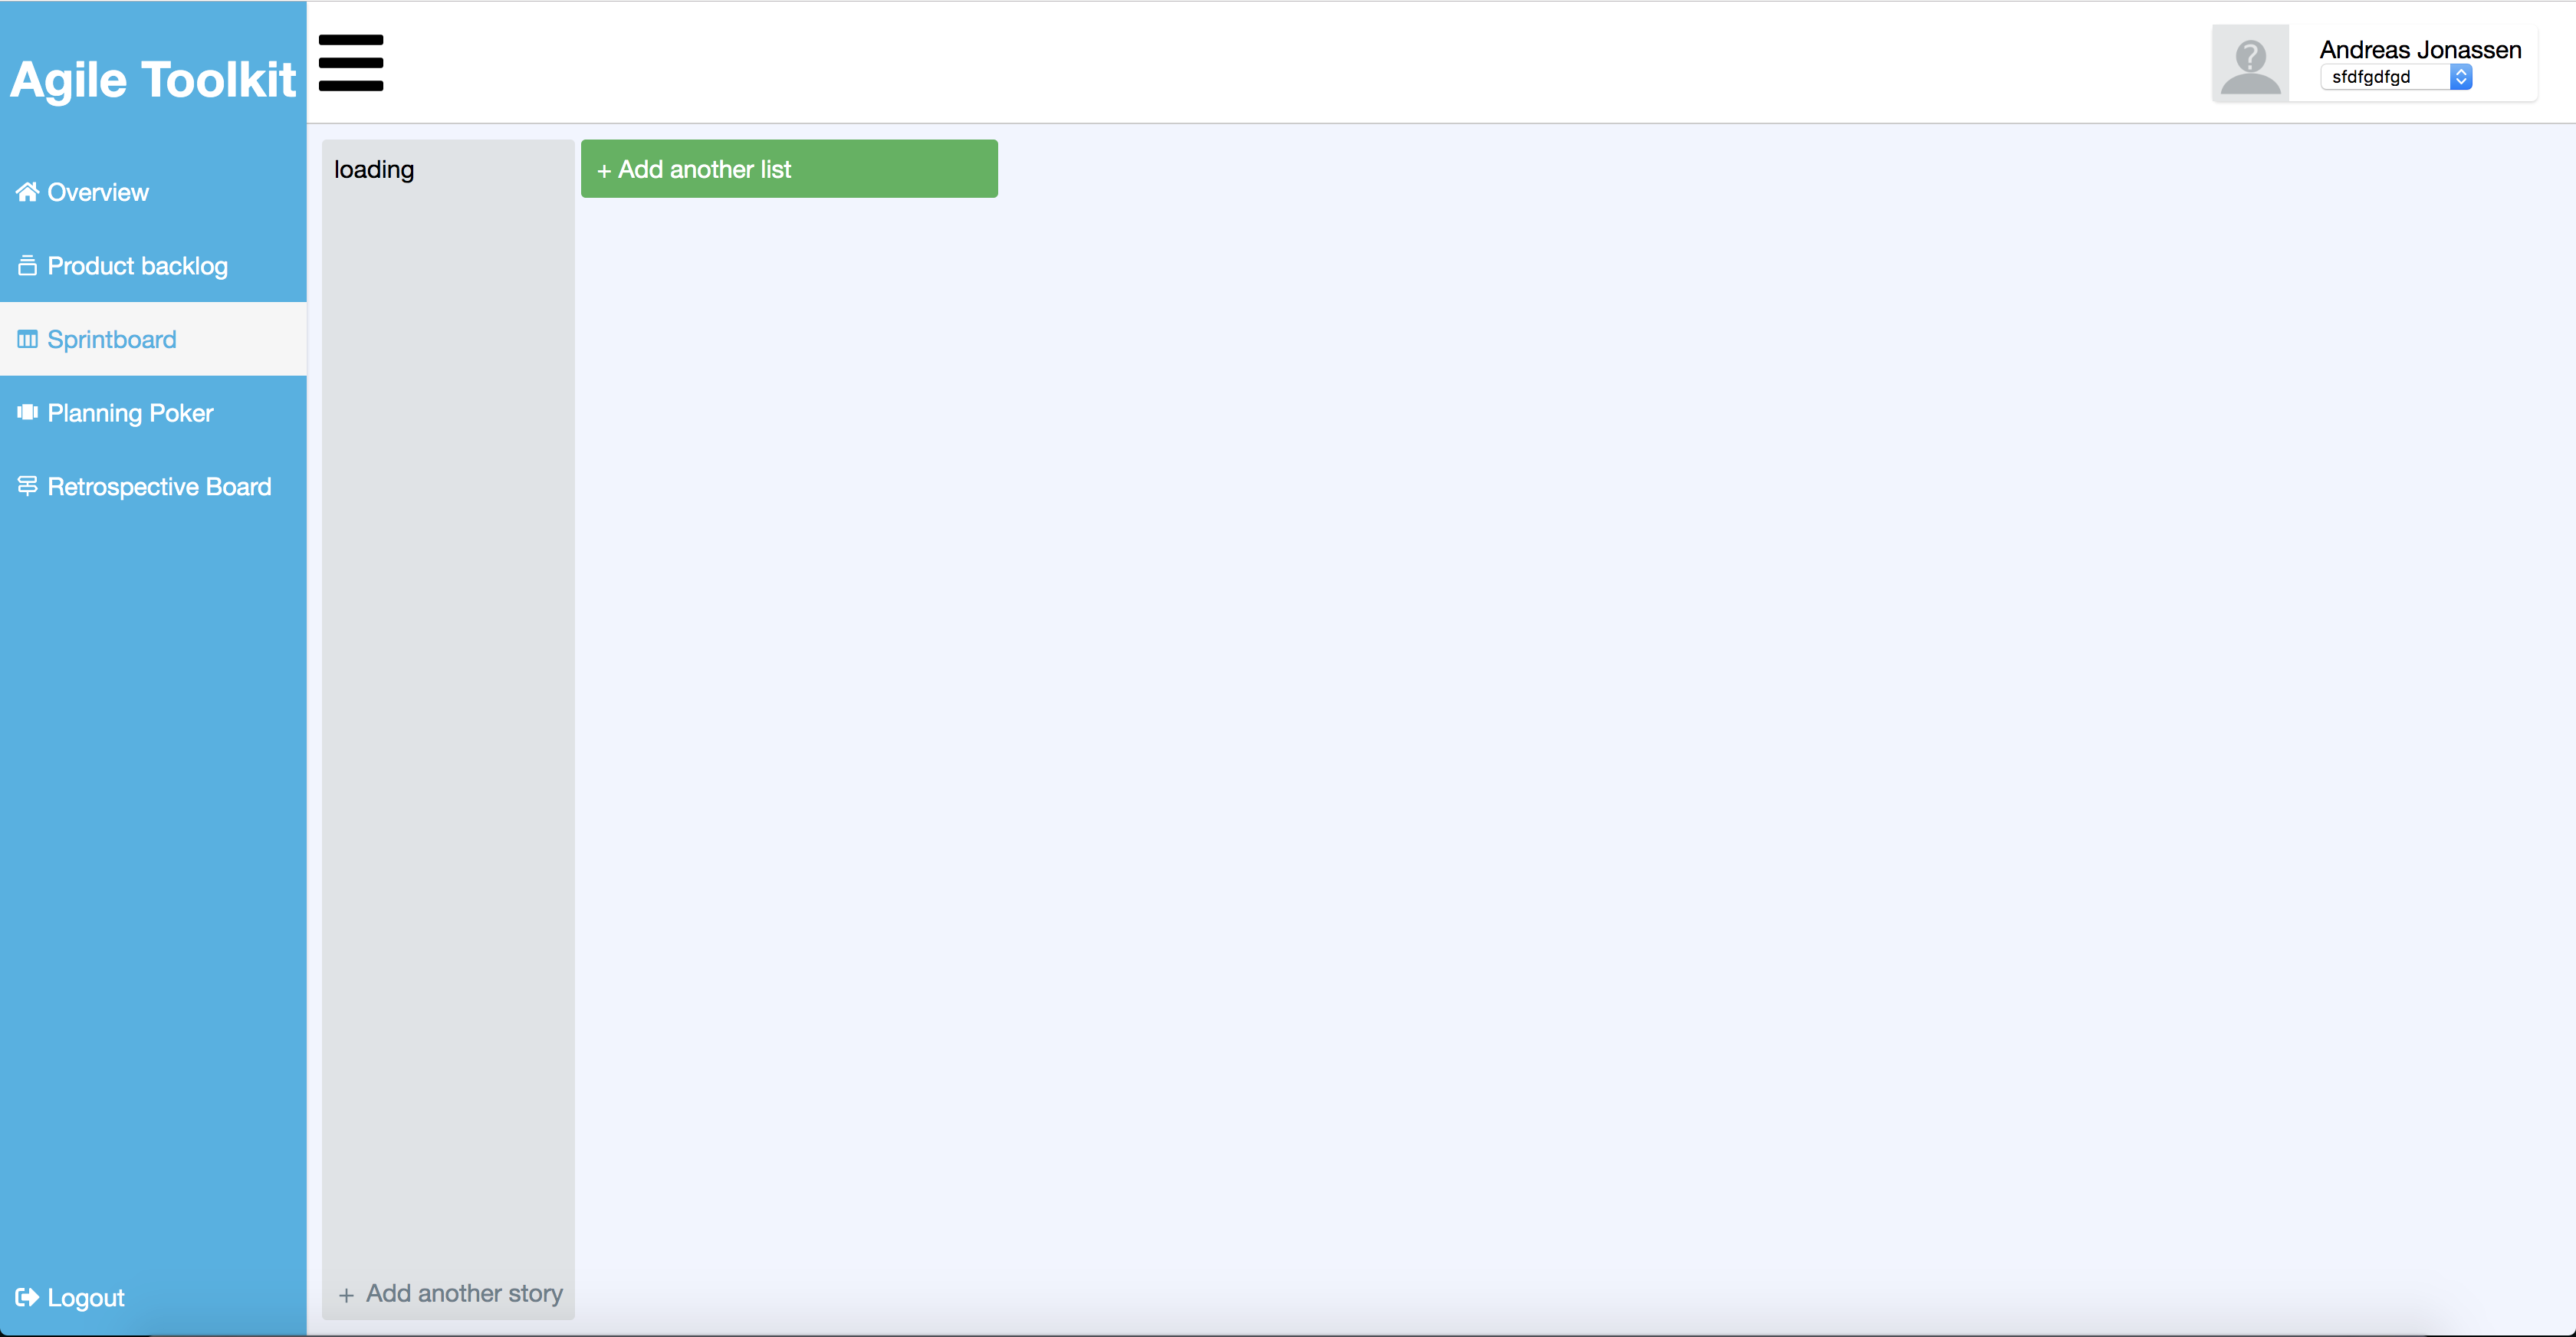 Agile Toolkit
Overview
Product backlog
Sprintboard
Planning Poker
Retrospective Board
Logout
Andreas Jonassen
sfdfgdfgd
loading
+ Add another list
+ Add another story